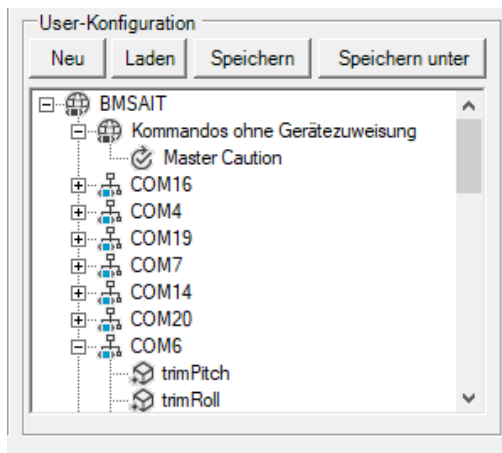 User-Konfiguration
Neu Laden Speichern Speichern unter
BMSAIT
Kommandos ohne Gerätezuweisung
Master Caution
COM16
COM4
COM19
COM7
COM14
COM20
COM6
trimPitch
trimRoll